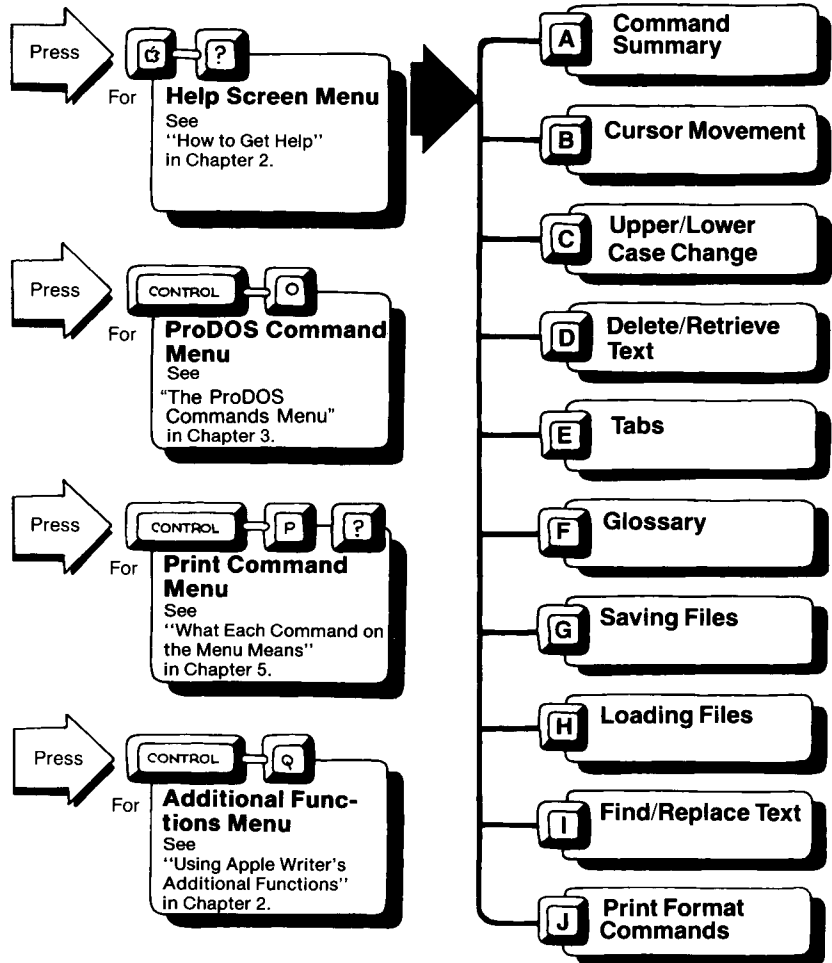 Press
?
For
Help Screen Menu
See
"How to Get Help"
in Chapter 2.
Press
CONTROL
O
For
ProDOS Command
Menu
See
"The ProDOS
Commands Menu"
in Chapter 3.
Press
CONTROL
P
?
For
Print Command
Menu
See
"What Each Command on
the Menu Means"
in Chapter 5.
Press
CONTROL
Q
For
Additional Func-
tions Menu
See
"Using Apple Writer's
Additional Functions"
in Chapter 2.
A
Command
Summary
B
Cursor Movement
C
Upper/Lower
Case Change
D
Delete/Retrieve
Text
E
Tabs
F
Glossary
G
Saving Files
H
Loading Files
I
Find/Replace Text
J
Print Format
Commands